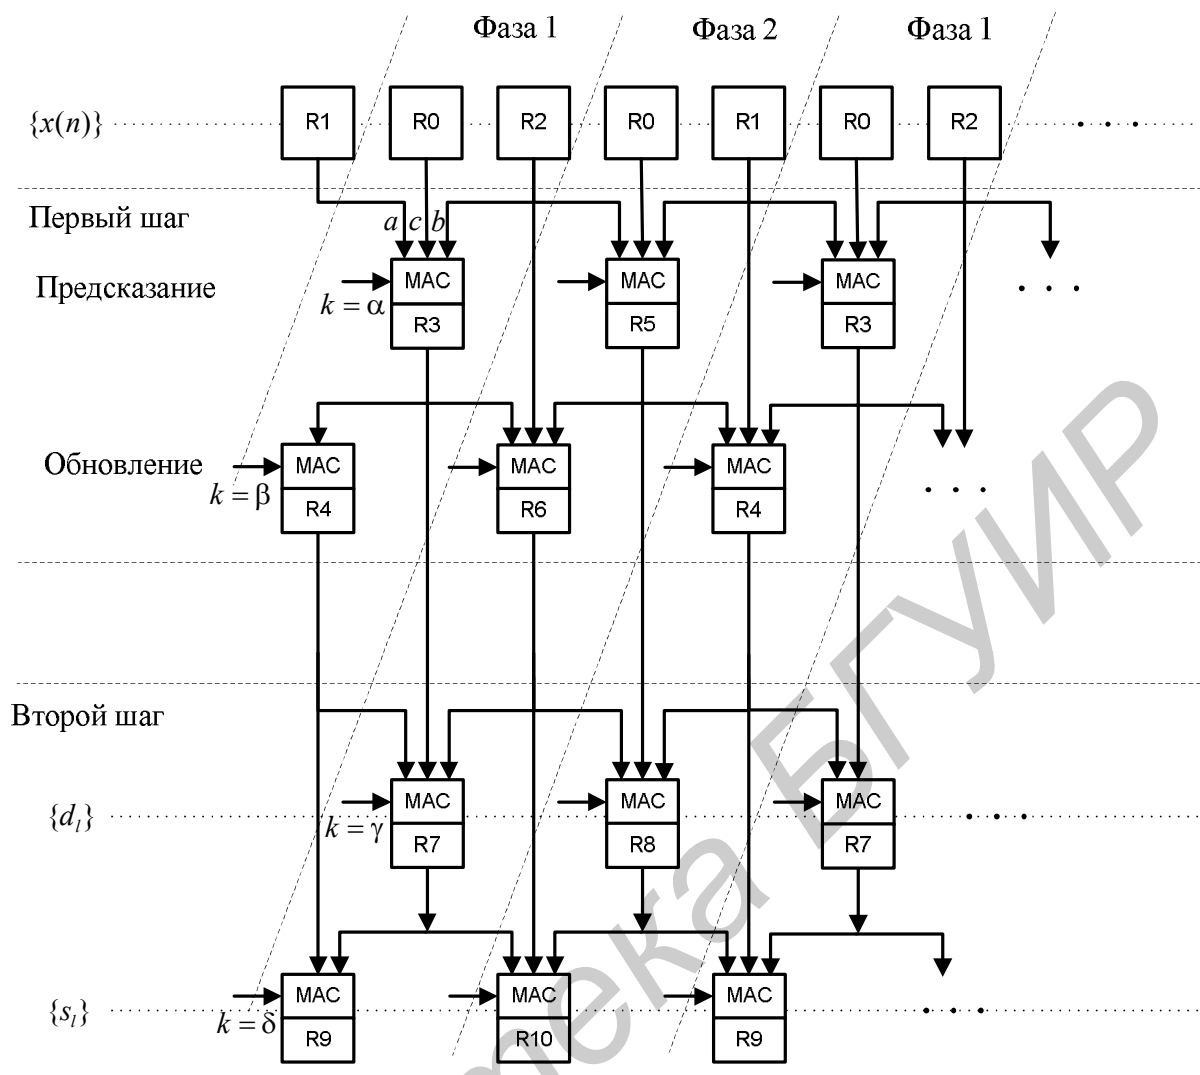 Фаза 1 Фаза 2 Фаза 1
{x(n)} R1 R0 R2 R0 R1 R0 R2 . . .
Первый шаг
a c b
Предсказание MAC MAC MAC . . .
k = α R3 R5 R3
Обновление MAC MAC MAC
k = β R4 R6 R4 . . .
Второй шаг
MAC MAC MAC
{d_l} . . .
k = γ R7 R8 R7
MAC MAC MAC
{s_l} . . .
k = δ R9 R10 R9
тека БГУИР